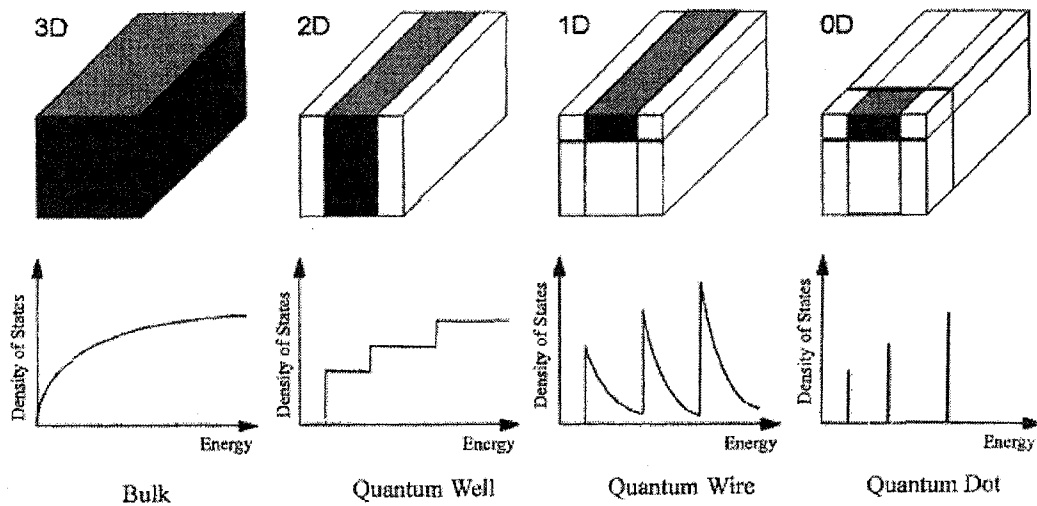 3D
2D
1D
0D
Density of States
Energy
Density of States
Energy
Density of States
Energy
Density of States
Energy
Bulk
Quantum Well
Quantum Wire
Quantum Dot